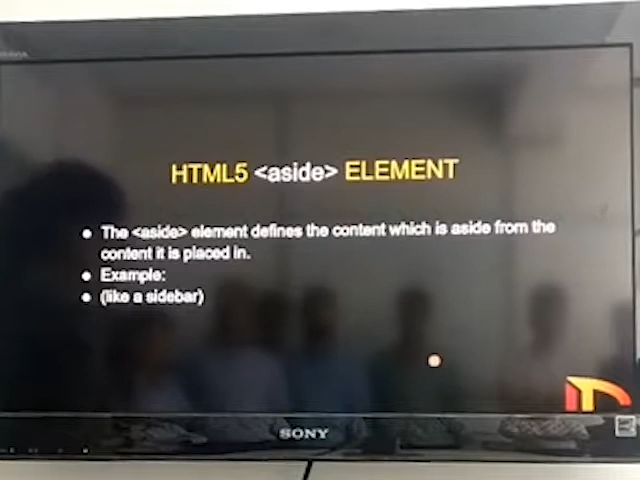 HTML5 <aside> ELEMENT
The <aside> element defines the content which is aside from the
content it is placed in.
Example:
(like a sidebar)
SONY